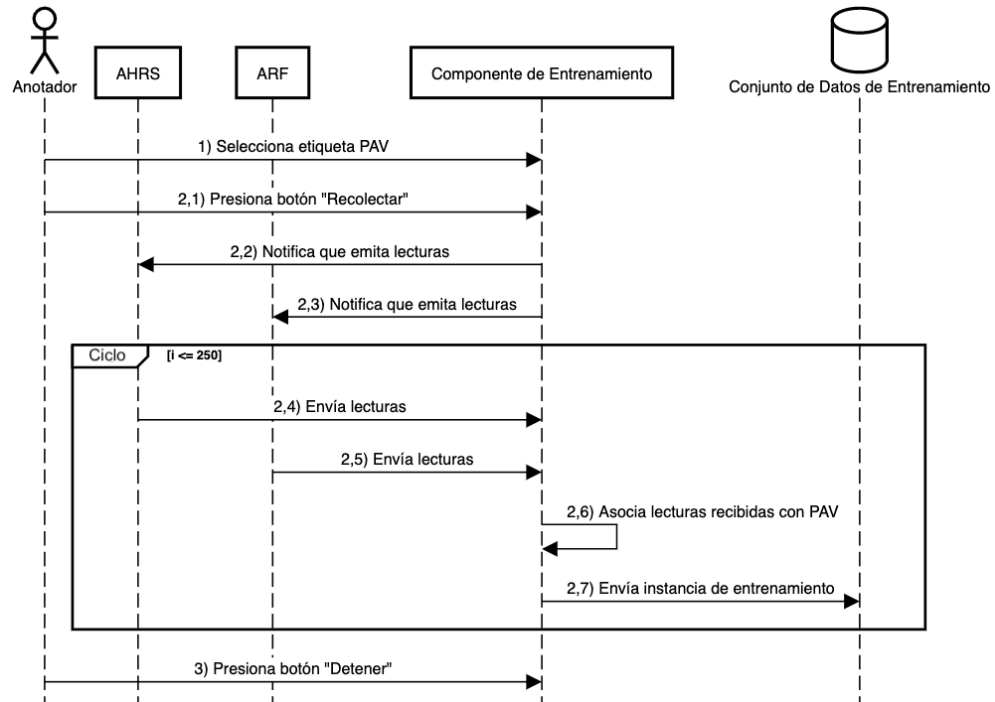 Anotador
AHRS
ARF
Componente de Entrenamiento
Conjunto de Datos de Entrenamiento
1) Selecciona etiqueta PAV
2,1) Presiona botón "Recolectar"
2,2) Notifica que emita lecturas
2,3) Notifica que emita lecturas
Ciclo
[i <= 250]
2,4) Envía lecturas
2,5) Envía lecturas
2,6) Asocia lecturas recibidas con PAV
2,7) Envía instancia de entrenamiento
3) Presiona botón "Detener"